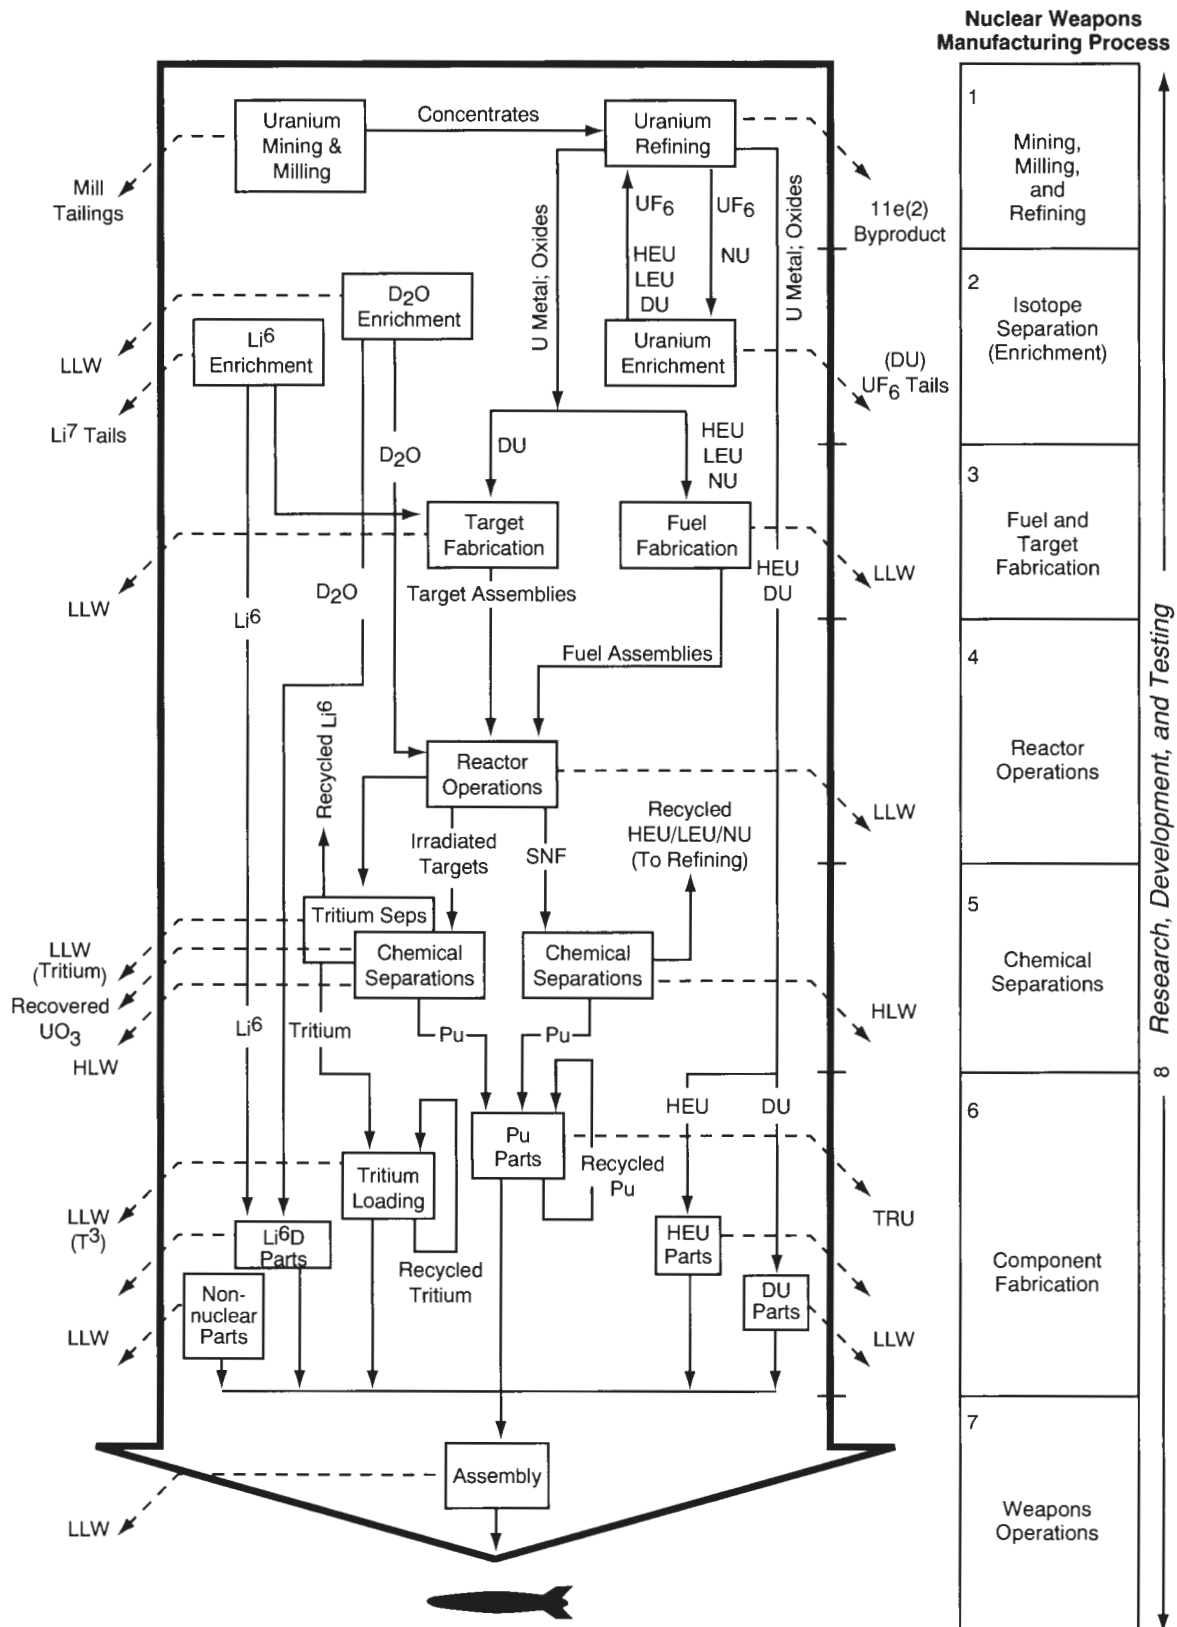 Nuclear Weapons
Manufacturing Process
Uranium
Mining &
Milling
Concentrates
Uranium
Refining
Mill
Tailings
11e(2)
Byproduct
1
Mining,
Milling,
and
Refining
U Metal; Oxides
UF6
HEU
LEU
DU
UF6
NU
U Metal; Oxides
D2O
Enrichment
Li6
Enrichment
Uranium
Enrichment
LLW
Li7 Tails
(DU)
UF6 Tails
2
Isotope
Separation
(Enrichment)
D2O
DU
HEU
LEU
NU
Target
Fabrication
Fuel
Fabrication
LLW
LLW
3
Fuel and
Target
Fabrication
HEU
DU
D2O
Li6
Target Assemblies
Fuel Assemblies
4
Reactor
Operations
Recycled Li6
Reactor
Operations
LLW
Irradiated
Targets
SNF
Recycled
HEU/LEU/NU
(To Refining)
Tritium Seps
Chemical
Separations
Chemical
Separations
LLW
(Tritium)
Recovered
UO3
HLW
HLW
5
Chemical
Separations
Li6
Tritium
Pu
Pu
8 Research, Development, and Testing
HEU
DU
Pu
Parts
Recycled
Pu
Tritium
Loading
Recycled
Tritium
LLW
(T3)
TRU
6
Component
Fabrication
Li6D
Parts
HEU
Parts
DU
Parts
Non-
nuclear
Parts
LLW
LLW
7
Weapons
Operations
Assembly
LLW